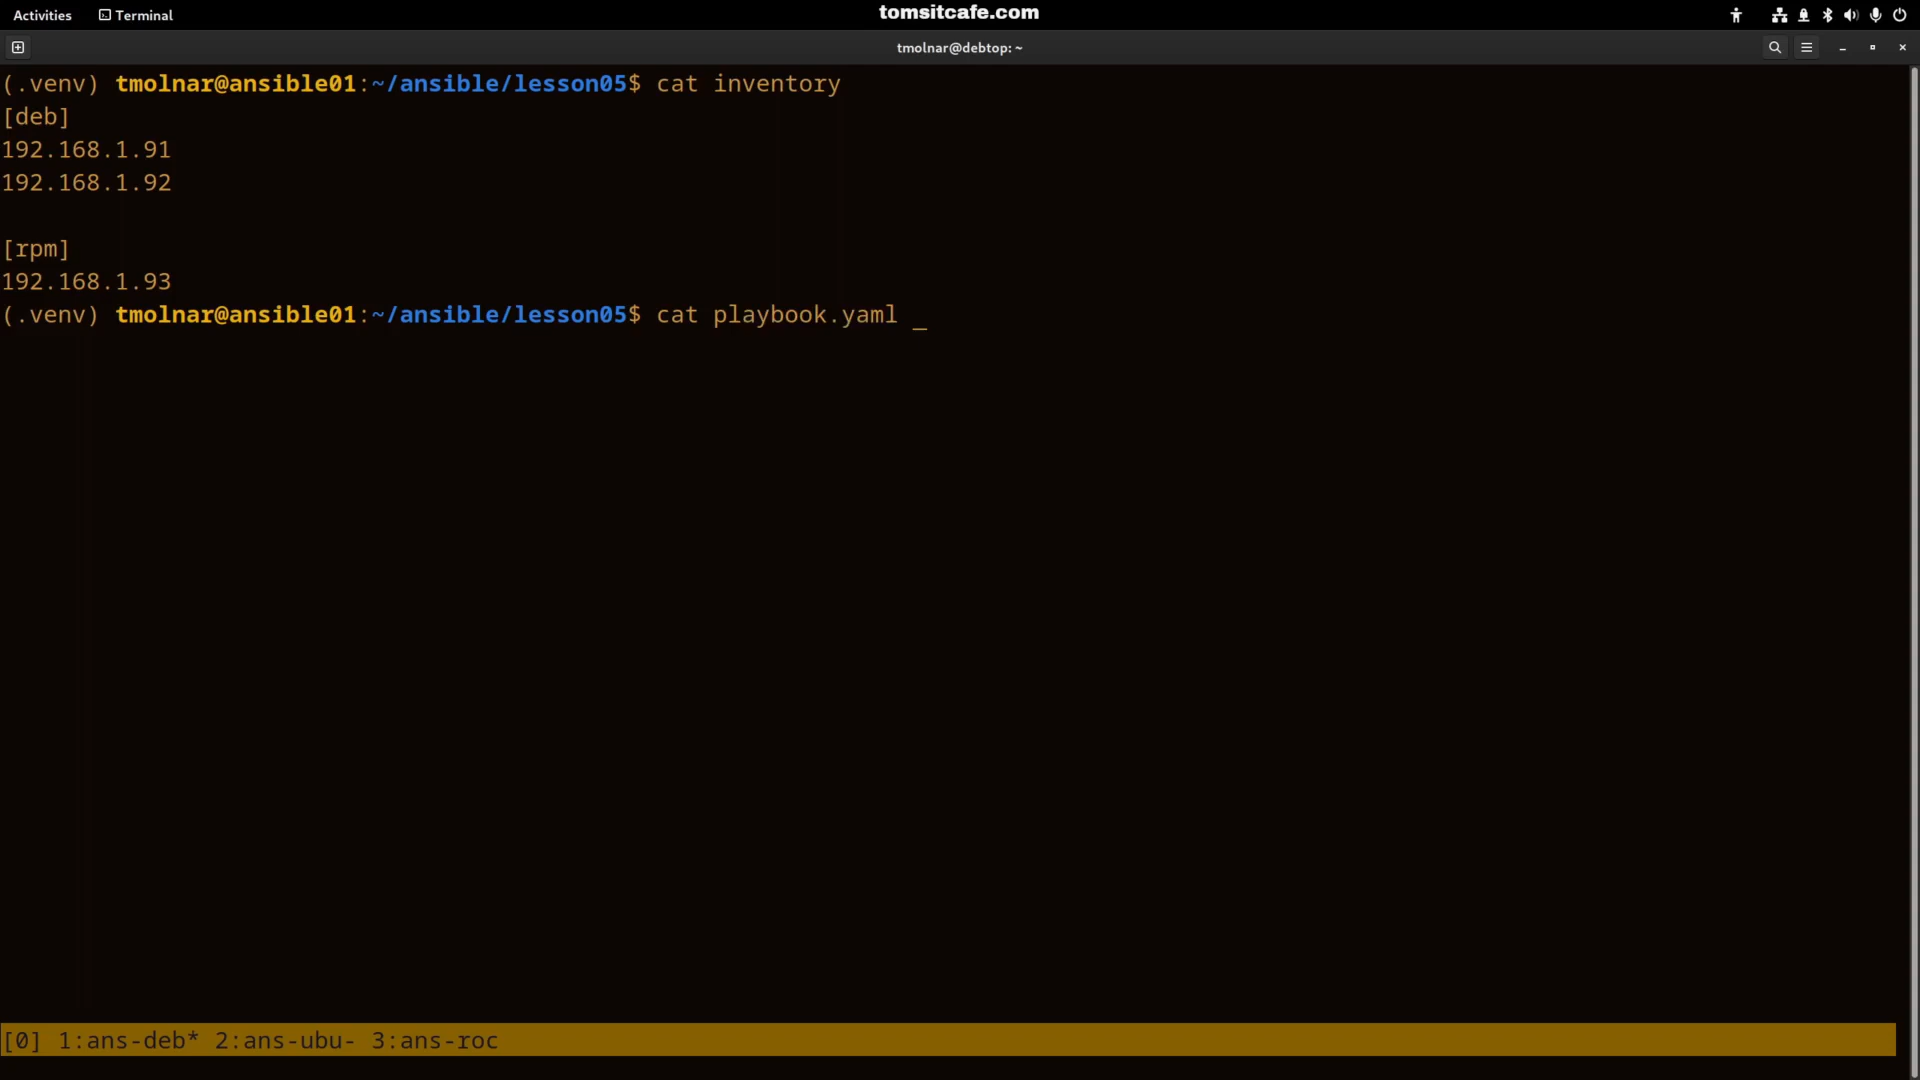 Activities Terminal
tomsitcafe.com
tmolnar@debtop: ~
(.venv) tmolnar@ansible01:~/ansible/lesson05$ cat inventory
[deb]
192.168.1.91
192.168.1.92
[rpm]
192.168.1.93
(.venv) tmolnar@ansible01:~/ansible/lesson05$ cat playbook.yaml _
[0] 1:ans-deb* 2:ans-ubu- 3:ans-roc